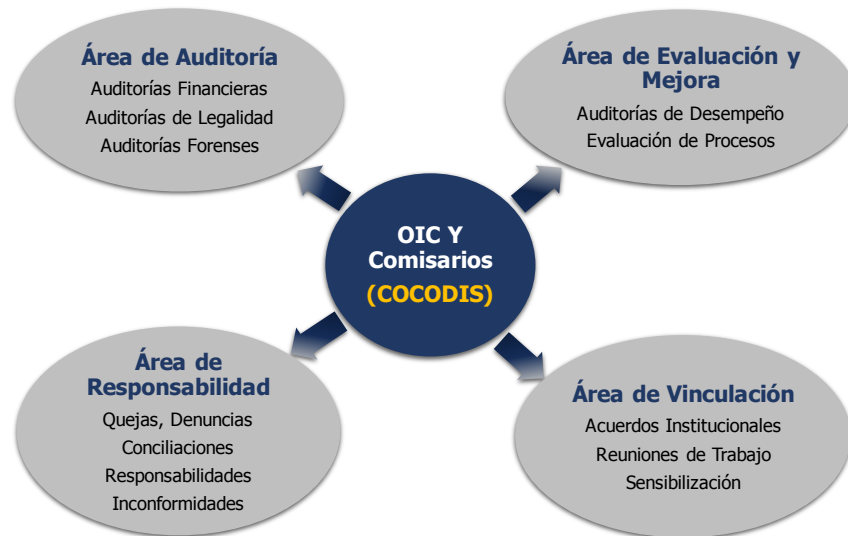 Área de Auditoría
Auditorías Financieras
Auditorías de Legalidad
Auditorías Forenses
Área de Evaluación y
Mejora
Auditorías de Desempeño
Evaluación de Procesos
OIC Y
Comisarios
(COCODIS)
Área de
Responsabilidad
Quejas, Denuncias
Conciliaciones
Responsabilidades
Inconformidades
Área de Vinculación
Acuerdos Institucionales
Reuniones de Trabajo
Sensibilización